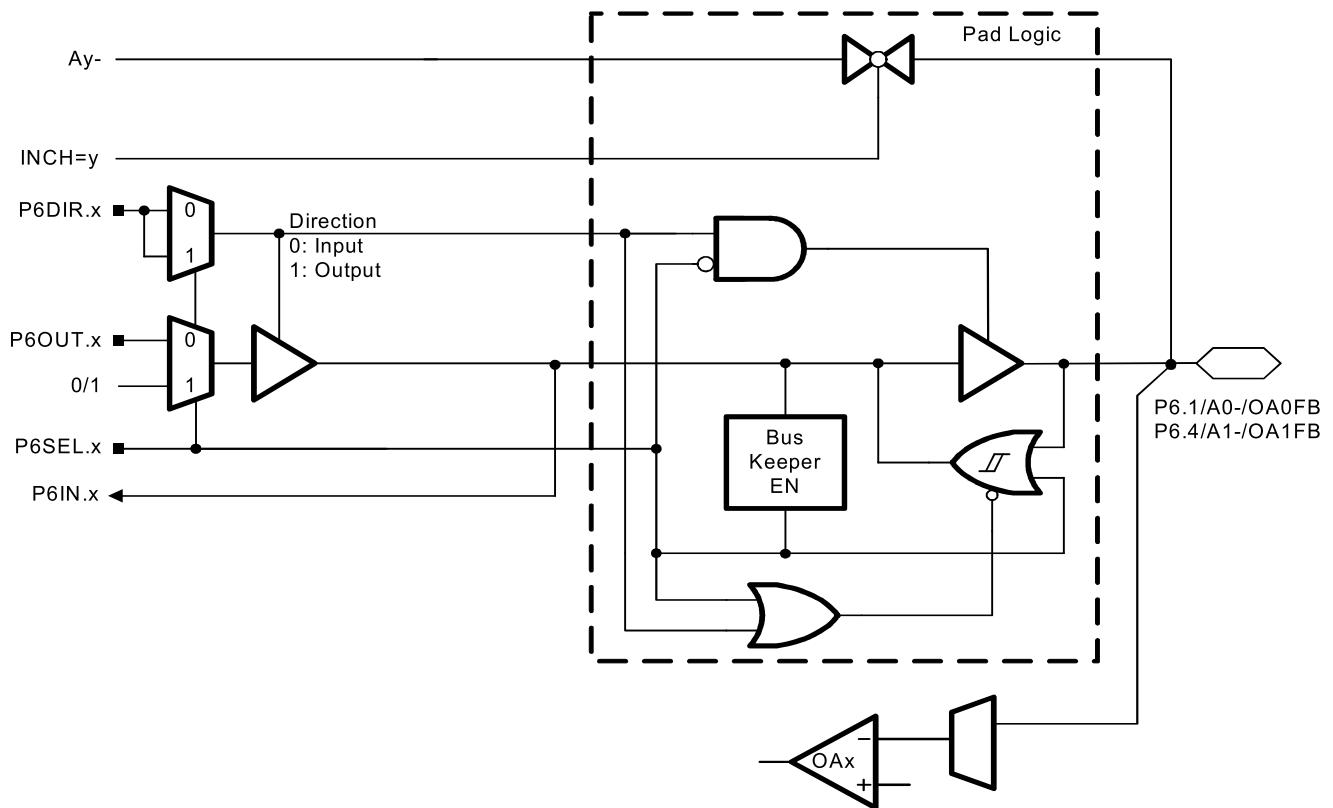 Pad Logic
Ay-
INCH=y
P6DIR.x
0
1
Direction
0: Input
1: Output
P6OUT.x
0
0/1
1
P6SEL.x
P6IN.x
Bus
Keeper
EN
P6.1/A0-/OA0FB
P6.4/A1-/OA1FB
OAx
−
+